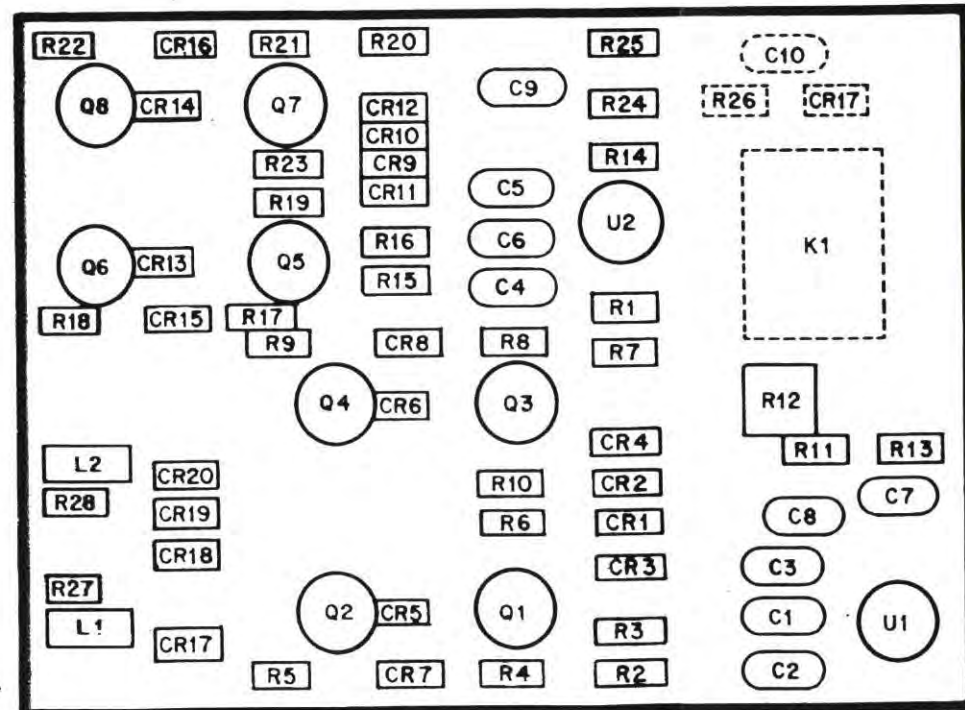 R22 CR16 R21 R20 R25 C10
Q8 CR14 Q7 CR12 C9 R24 R26 CR17
CR10
R23 CR9 R14
R19 CR11 C5 U2
Q6 CR13 Q5 R16 C6 K1
R15 C4
R18 CR15 R17 R1
R9 CR8 R8 R7
Q4 CR6 Q3 R12
CR4 R11 R13
L2 CR20 R10 CR2
R28 CR19 R6 CR1 C8 C7
CR18 CR3 C3
R27 Q2 CR5 Q1 C1 U1
L1 CR17 R3
R5 CR7 R4 R2 C2